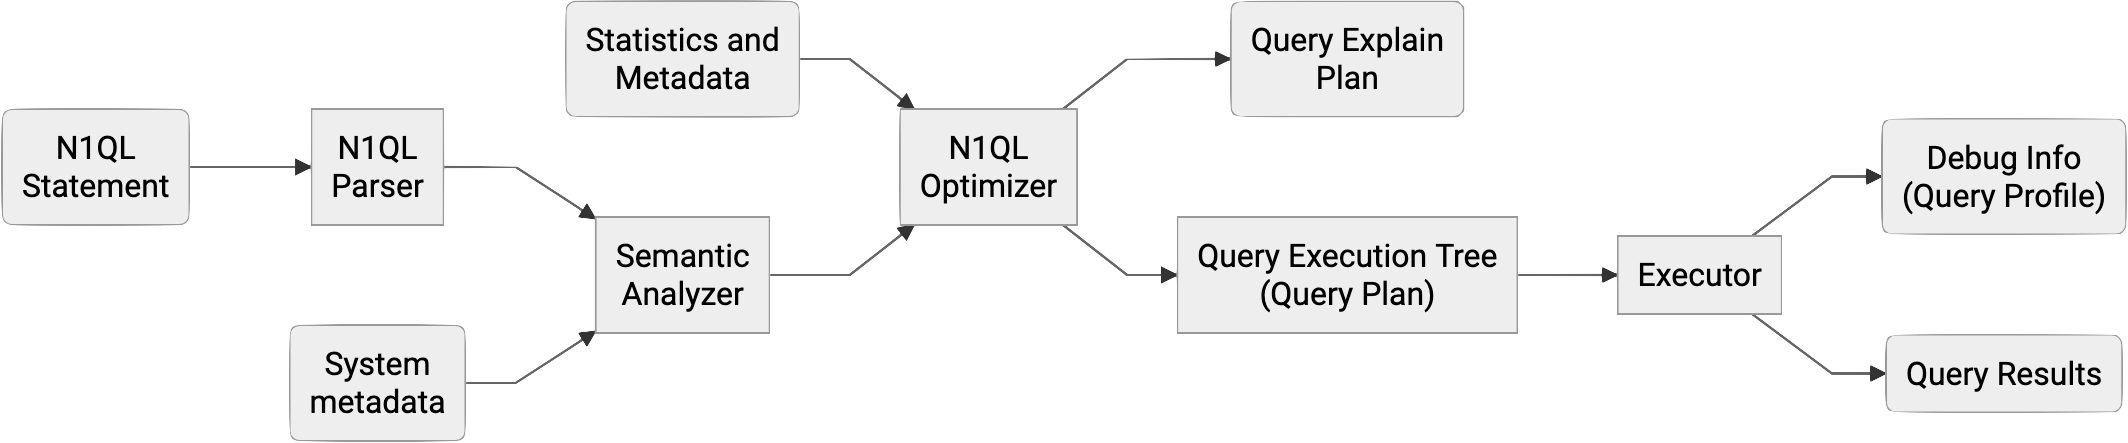 N1QL
Statement
N1QL
Parser
System
metadata
Statistics and
Metadata
Semantic
Analyzer
N1QL
Optimizer
Query Explain
Plan
Query Execution Tree
(Query Plan)
Executor
Debug Info
(Query Profile)
Query Results